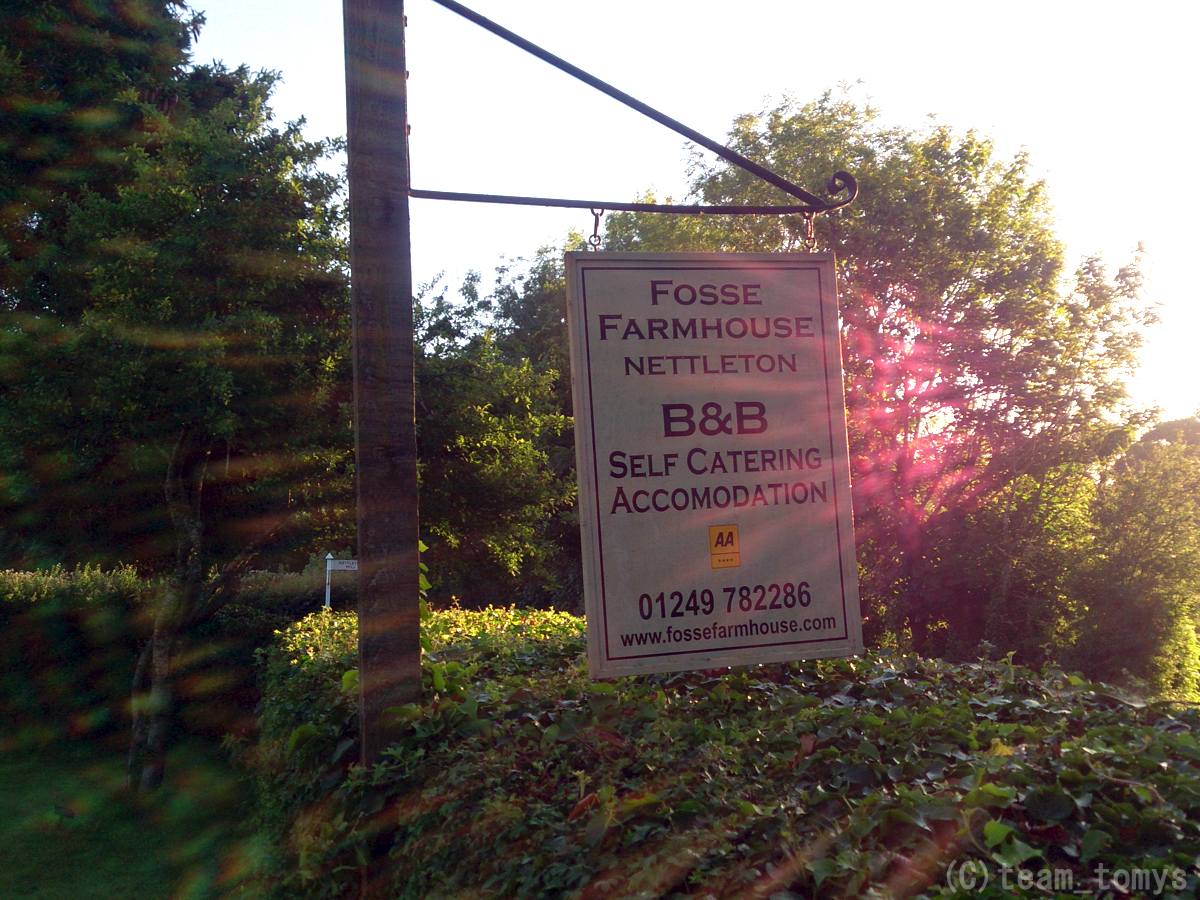 FOSSE
FARMHOUSE
NETTLETON
B&B
SELF CATERING
ACCOMODATION
AA
01249 782286
www.fossefarmhouse.com
(C)team_tomys